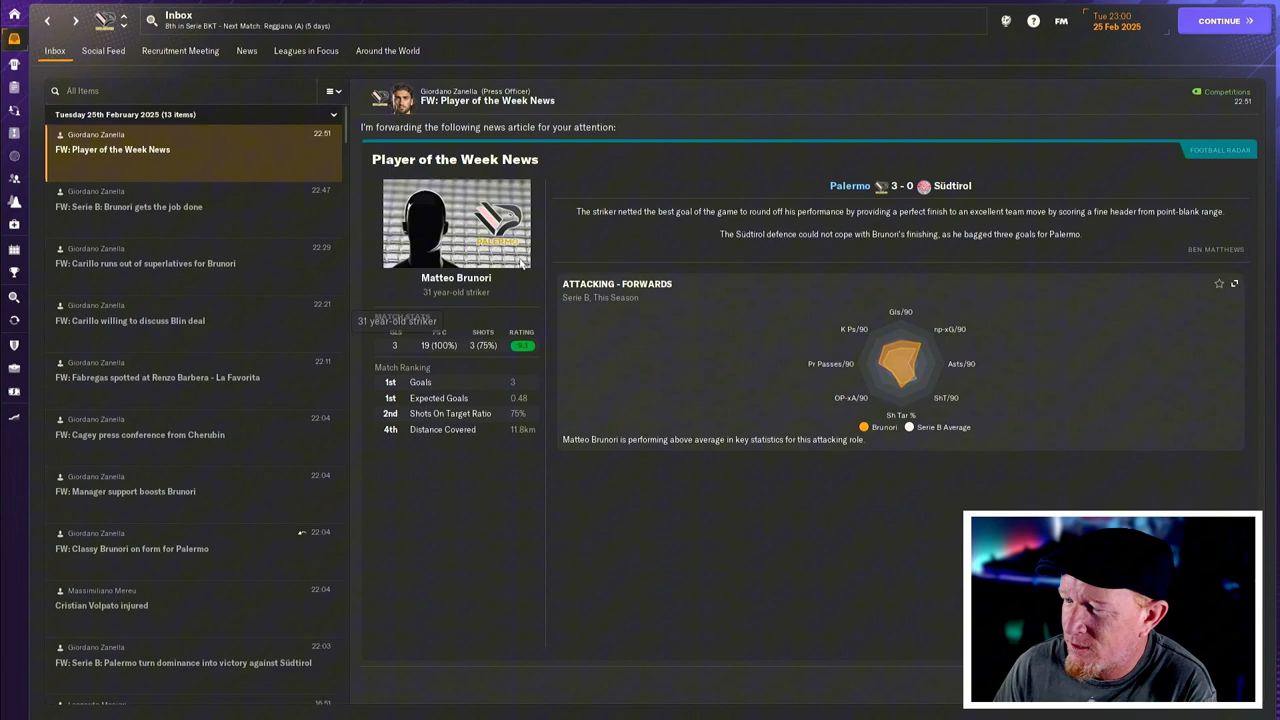 Inbox
8th in Serie BKT - Next Match: Reggiana (A) (5 days)
FM
Tue 23:00
25 Feb 2025
CONTINUE
Inbox
Social Feed
Recruitment Meeting
News
Leagues in Focus
Around the World
All Items
Tuesday 25th February 2025 (13 items)
Giordano Zanella
22:51
FW: Player of the Week News
Giordano Zanella
22:47
FW: Serie B: Brunori gets the job done
Giordano Zanella
22:29
FW: Carillo runs out of superlatives for Brunori
Giordano Zanella
22:21
FW: Carillo willing to discuss Blin deal
Giordano Zanella
22:11
FW: Fàbregas spotted at Renzo Barbera - La Favorita
Giordano Zanella
22:04
FW: Cagey press conference from Cherubin
Giordano Zanella
22:04
FW: Manager support boosts Brunori
Giordano Zanella
22:04
FW: Classy Brunori on form for Palermo
Massimiliano Mereu
22:04
Cristian Volpato injured
Giordano Zanella
22:03
FW: Serie B: Palermo turn dominance into victory against Südtirol
Giordano Zanella (Press Officer)
FW: Player of the Week News
Competitions
22:51
I'm forwarding the following news article for your attention:
FOOTBALL RADAR
Player of the Week News
PALERMO
Matteo Brunori
31 year-old striker
31 year-old striker
SHOTS
RATING
3
19 (100%)
3 (75%)
9.1
Match Ranking
1st Goals 3
1st Expected Goals 0.48
2nd Shots On Target Ratio 75%
4th Distance Covered 11.8km
Palermo 3 - 0 Südtirol
The striker netted the best goal of the game to round off his performance by providing a perfect finish to an excellent team move by scoring a fine header from point-blank range.
The Südtirol defence could not cope with Brunori's finishing, as he bagged three goals for Palermo.
BEN MATTHEWS
ATTACKING - FORWARDS
Serie B, This Season
Gls/90
K Ps/90
np-xG/90
Pr Passes/90
Asts/90
OP-xA/90
ShT/90
Sh Tar %
Brunori
Serie B Average
Matteo Brunori is performing above average in key statistics for this attacking role.